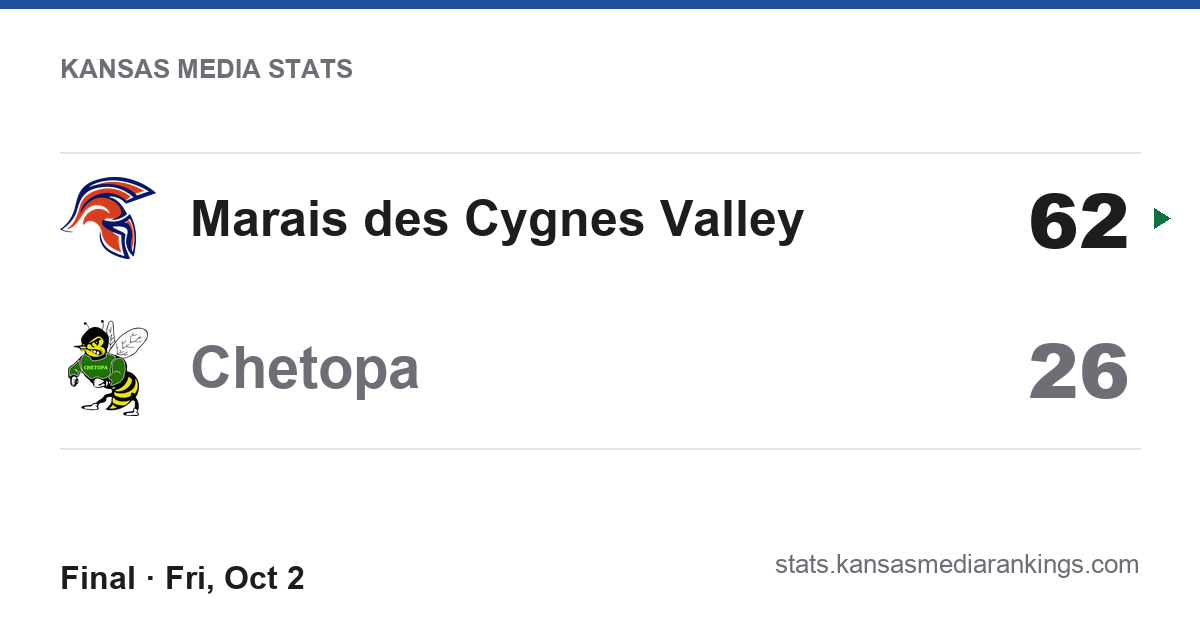 KANSAS MEDIA STATS
Marais des Cygnes Valley 62
CHETOPA
Chetopa 26
Final · Fri, Oct 2
stats.kansasmediarankings.com